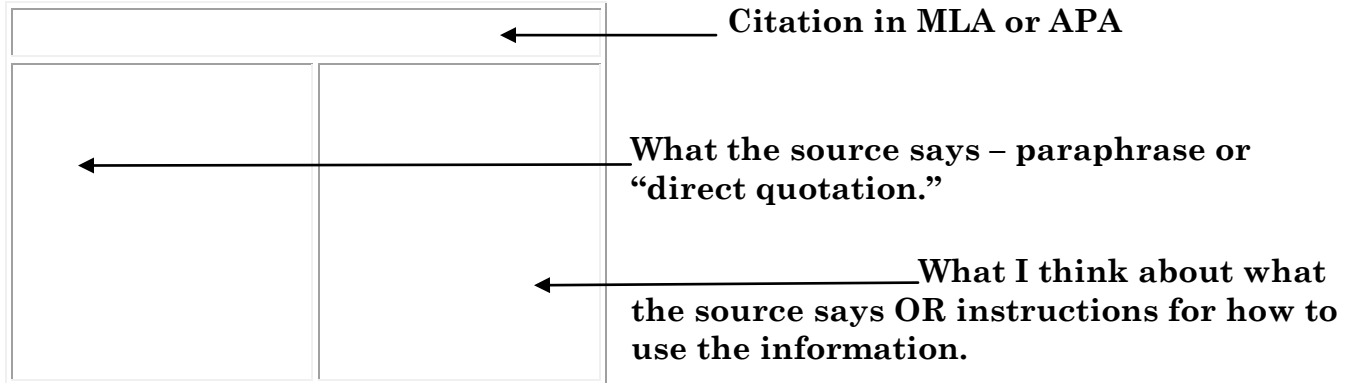 Citation in MLA or APA
What the source says – paraphrase or
“direct quotation.”
What I think about what
the source says OR instructions for how to
use the information.